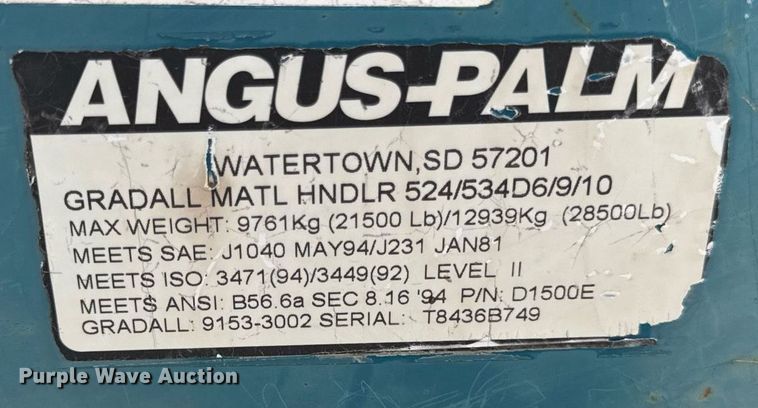 ANGUS-PALM
WATERTOWN,SD 57201
GRADALL MATL HNDLR 524/534D6/9/10
MAX WEIGHT: 9761Kg (21500 Lb)/12939Kg (28500Lb)
MEETS SAE: J1040 MAY94/J231 JAN81
MEETS ISO: 3471(94)/3449(92) LEVEL II
MEETS ANSI: B56.6a SEC 8.16 '94 P/N: D1500E
GRADALL: 9153-3002 SERIAL: T8436B749
Purple Wave Auction